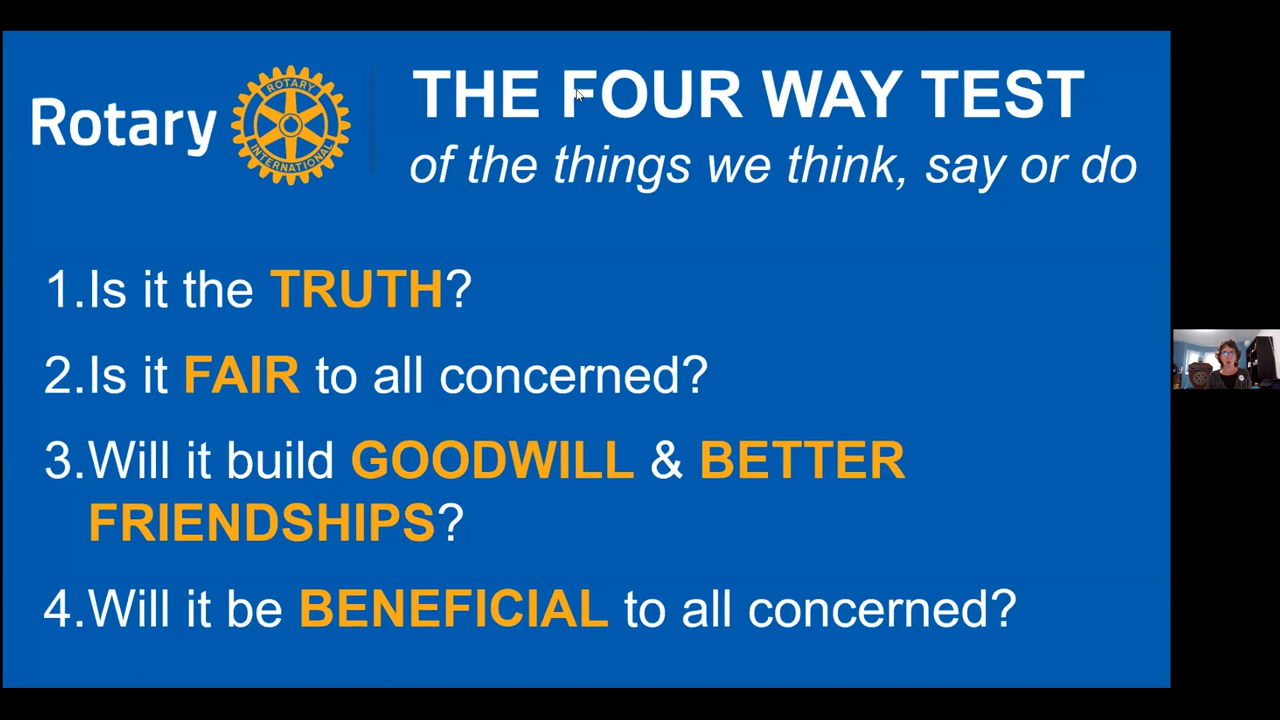 Rotary
ROTARY
INTERNATIONAL
THE FOUR WAY TEST
of the things we think, say or do
1.Is it the TRUTH?
2.Is it FAIR to all concerned?
3.Will it build GOODWILL & BETTER
FRIENDSHIPS?
4.Will it be BENEFICIAL to all concerned?